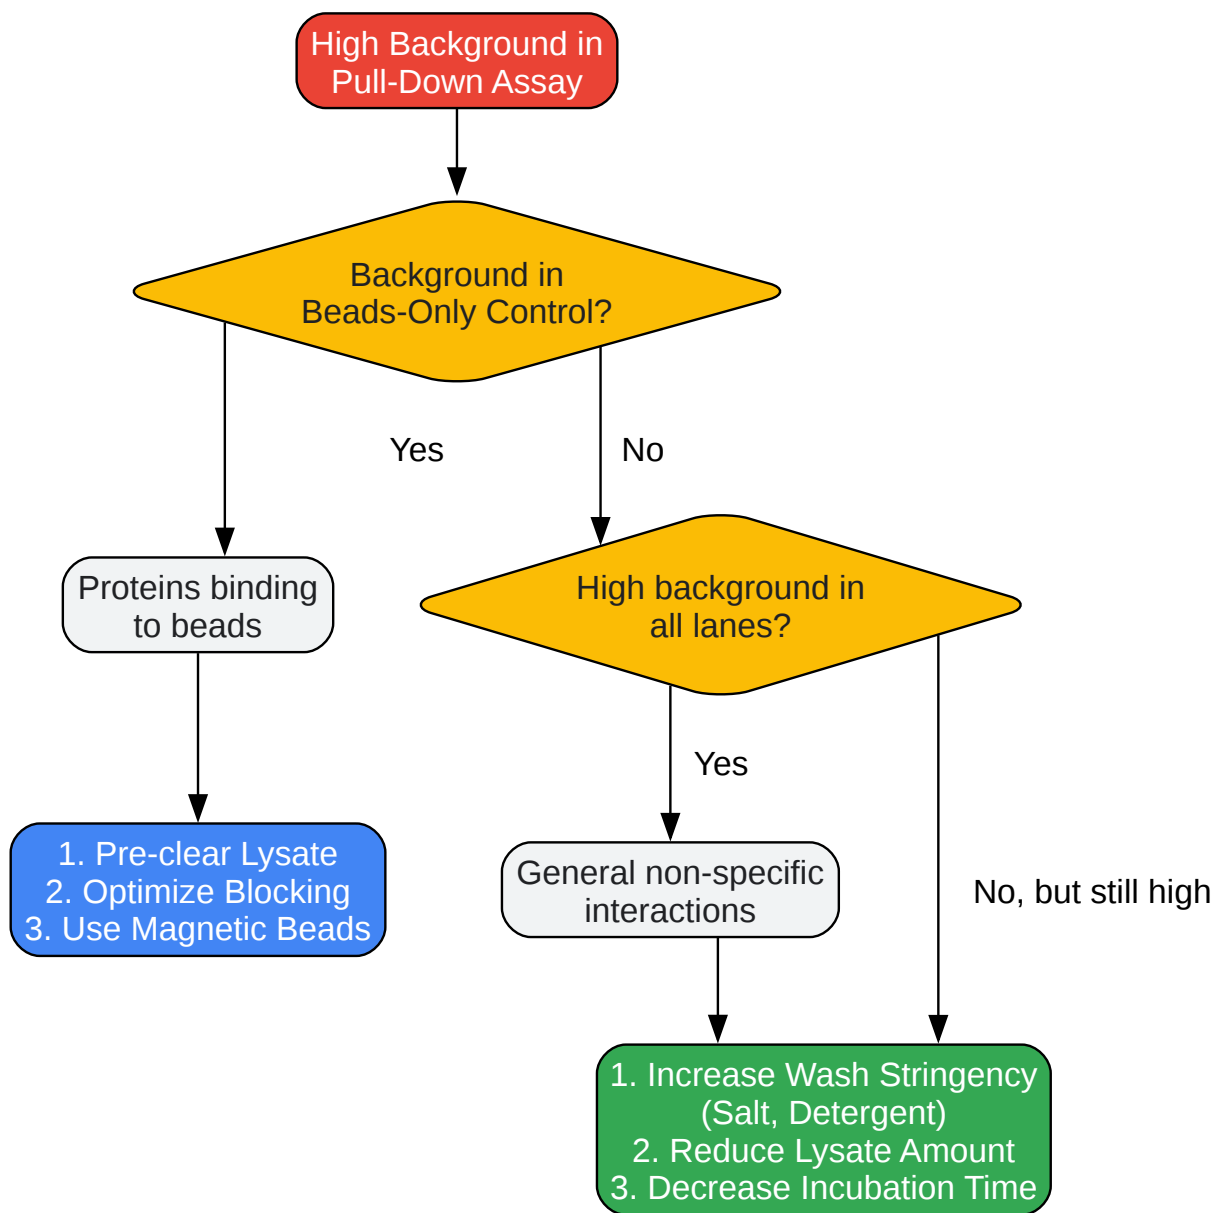 High Background in
Pull-Down Assay
Background in
Beads-Only Control?
Yes
No
Proteins binding
to beads
High background in
all lanes?
Yes
1. Pre-clear Lysate
2. Optimize Blocking
3. Use Magnetic Beads
General non-specific
interactions
No, but still high
1. Increase Wash Stringency
(Salt, Detergent)
2. Reduce Lysate Amount
3. Decrease Incubation Time